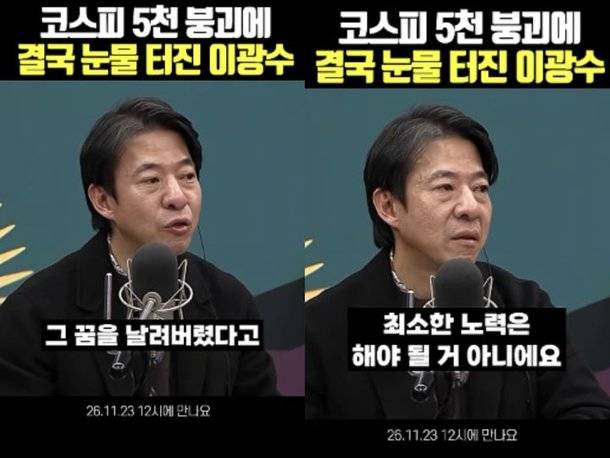 코스피 5천 붕괴에
결국 눈물 터진 이광수
그 꿈을 날려버렸다고
26.11.23 12시에 만나요
코스피 5천 붕괴에
결국 눈물 터진 이광수
최소한 노력은
해야 될 거 아니에요
26.11.23 12시에 만나요